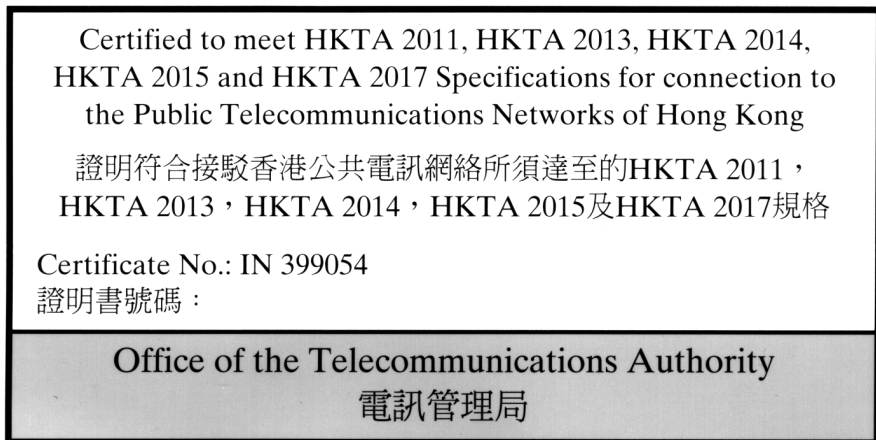 Certified to meet HKTA 2011, HKTA 2013, HKTA 2014,
HKTA 2015 and HKTA 2017 Specifications for connection to
the Public Telecommunications Networks of Hong Kong
證明符合接駁香港公共電訊網絡所須達至的HKTA 2011，
HKTA 2013，HKTA 2014，HKTA 2015及HKTA 2017規格
Certificate No.: IN 399054
證明書號碼：
Office of the Telecommunications Authority
電訊管理局